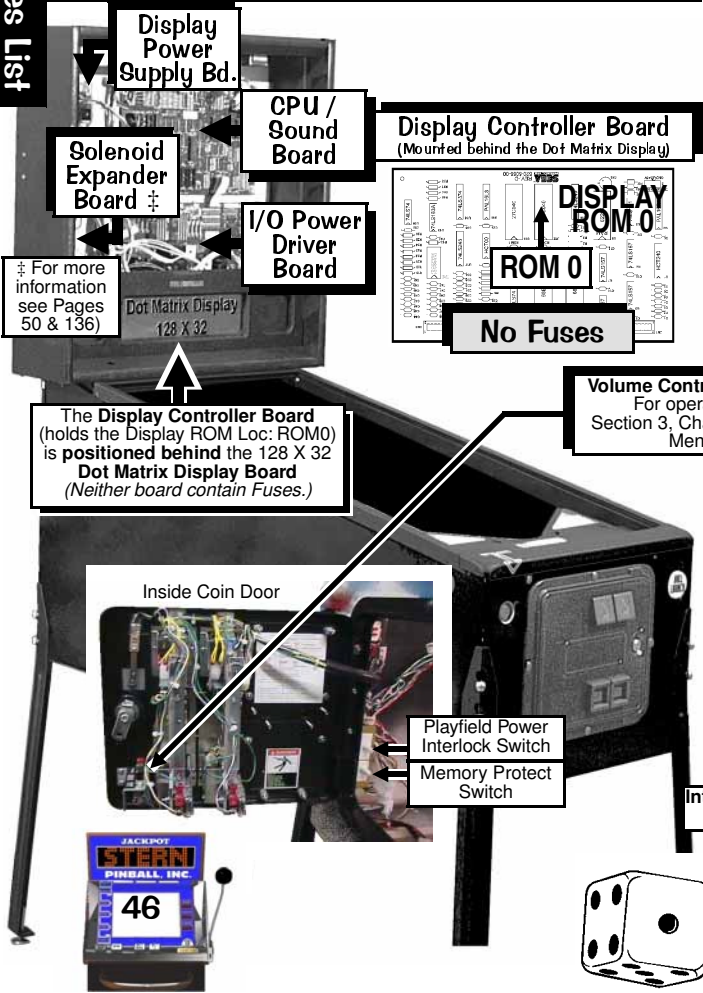 es List
Display
Power
Supply Bd.
CPU /
Sound
Board
Display Controller Board
(Mounted behind the Dot Matrix Display)
Solenoid
Expander
Board ‡
I/O Power
Driver
Board
DISPLAY
ROM 0
ROM 0
No Fuses
‡ For more
information
see Pages
50 & 136)
Dot Matrix Display
128 X 32
The Display Controller Board
(holds the Display ROM Loc: ROM0)
is positioned behind the 128 X 32
Dot Matrix Display Board
(Neither board contain Fuses.)
Volume Contr
For oper
Section 3, Cha
Men
Inside Coin Door
Playfield Power
Interlock Switch
Memory Protect
Switch
Int
JACKPOT
STERN
PINBALL, INC.
46